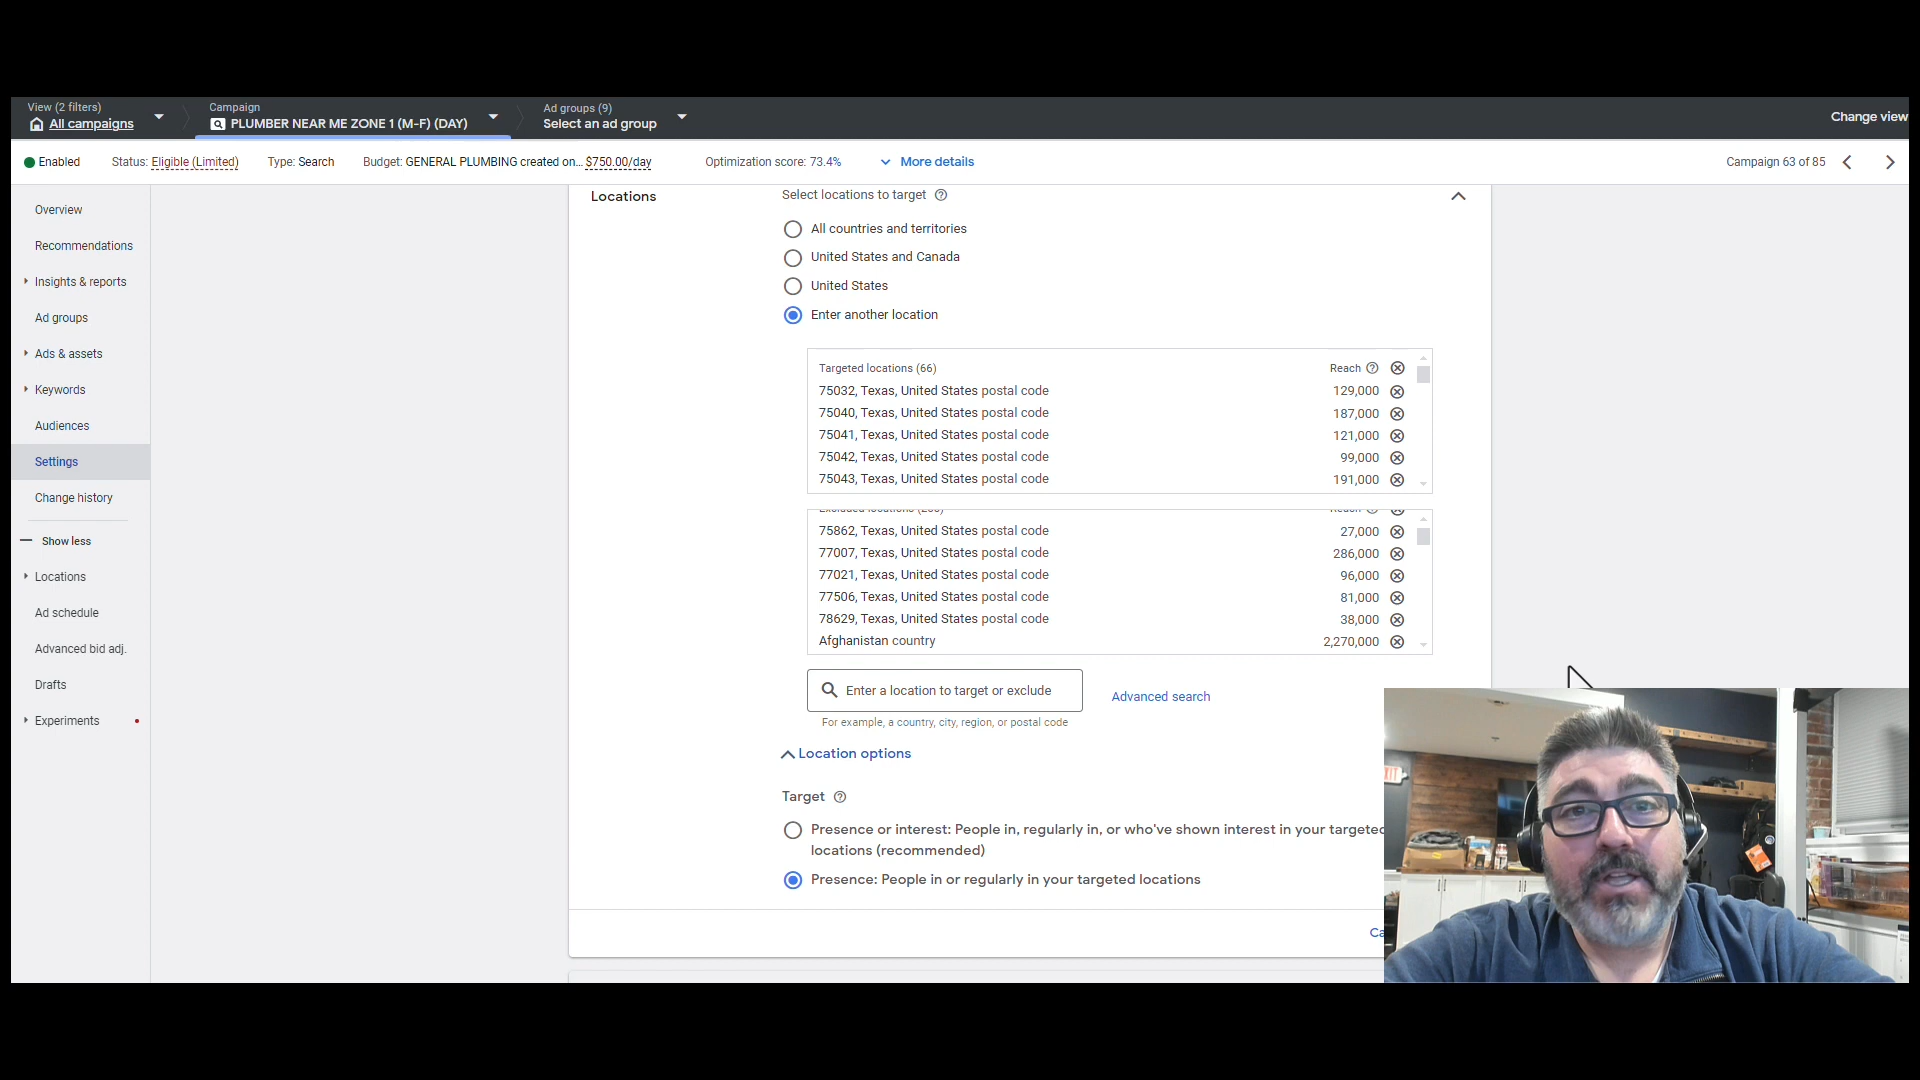 View (2 filters)
All campaigns
Campaign
PLUMBER NEAR ME ZONE 1 (M-F) (DAY)
Ad groups (9)
Select an ad group
Change view
Enabled
Status: Eligible (Limited)
Type: Search
Budget: GENERAL PLUMBING created on... $750.00/day
Optimization score: 73.4%
More details
Campaign 63 of 85
Overview
Recommendations
Insights & reports
Ad groups
Ads & assets
Keywords
Audiences
Settings
Change history
Show less
Locations
Ad schedule
Advanced bid adj.
Drafts
Experiments
Locations
Select locations to target
All countries and territories
United States and Canada
United States
Enter another location
Targeted locations (66) Reach
75032, Texas, United States postal code 129,000
75040, Texas, United States postal code 187,000
75041, Texas, United States postal code 121,000
75042, Texas, United States postal code 99,000
75043, Texas, United States postal code 191,000
Excluded locations Reach
75862, Texas, United States postal code 27,000
77007, Texas, United States postal code 286,000
77021, Texas, United States postal code 96,000
77506, Texas, United States postal code 81,000
78629, Texas, United States postal code 38,000
Afghanistan country 2,270,000
Enter a location to target or exclude
Advanced search
For example, a country, city, region, or postal code
Location options
Target
Presence or interest: People in, regularly in, or who've shown interest in your targeted
locations (recommended)
Presence: People in or regularly in your targeted locations
Ca